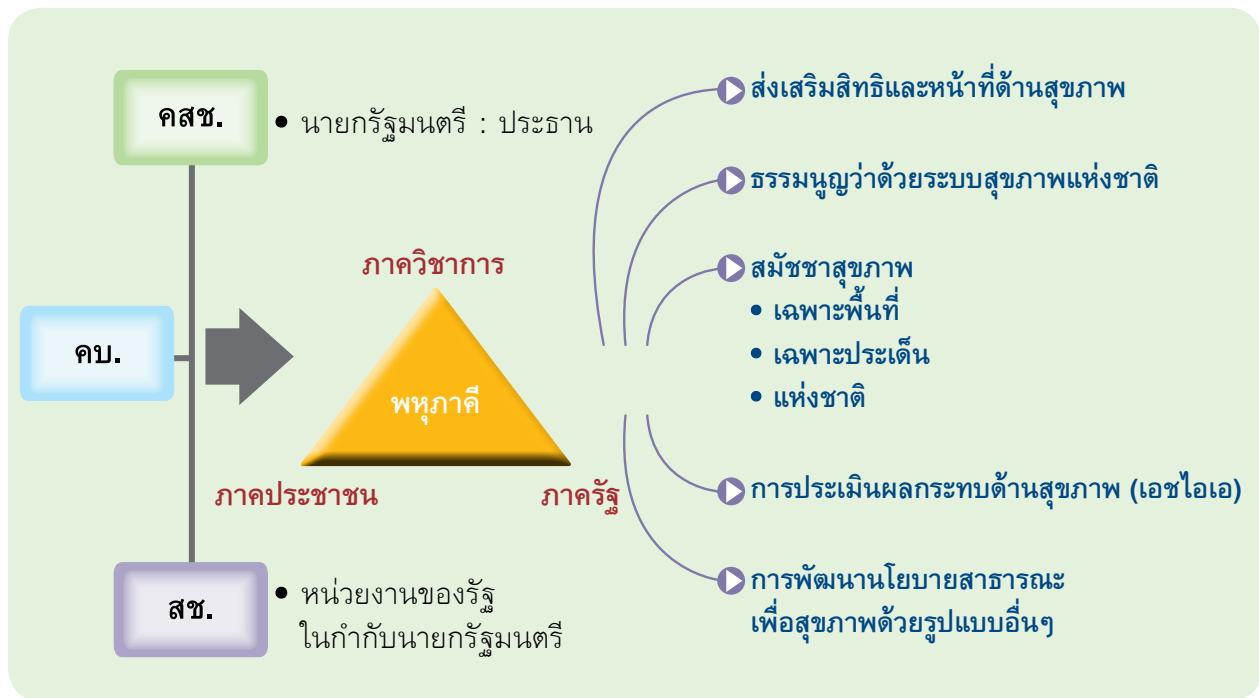 คสช.
• นายกรัฐมนตรี : ประธาน
คบ.
ภาควิชาการ
พหุภาคี
ภาคประชาชน
ภาครัฐ
สช.
• หน่วยงานของรัฐ
ในกำกับนายกรัฐมนตรี
ส่งเสริมสิทธิและหน้าที่ด้านสุขภาพ
ธรรมนูญว่าด้วยระบบสุขภาพแห่งชาติ
สมัชชาสุขภาพ
• เฉพาะพื้นที่
• เฉพาะประเด็น
• แห่งชาติ
การประเมินผลกระทบด้านสุขภาพ (เอชไอเอ)
การพัฒนานโยบายสาธารณะ
เพื่อสุขภาพด้วยรูปแบบอื่นๆ